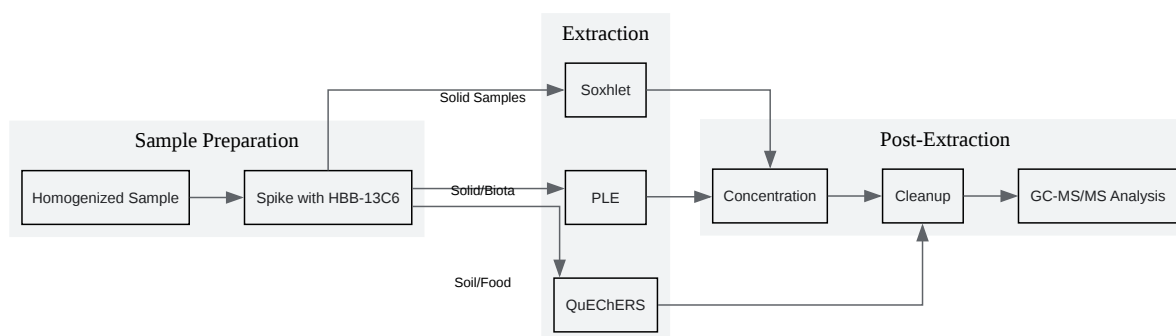 Extraction
Soxhlet
Solid Samples
Sample Preparation
Post-Extraction
Homogenized Sample
Spike with HBB-13C6
Solid/Biota
PLE
Concentration
Cleanup
GC-MS/MS Analysis
Soil/Food
QuEChERS